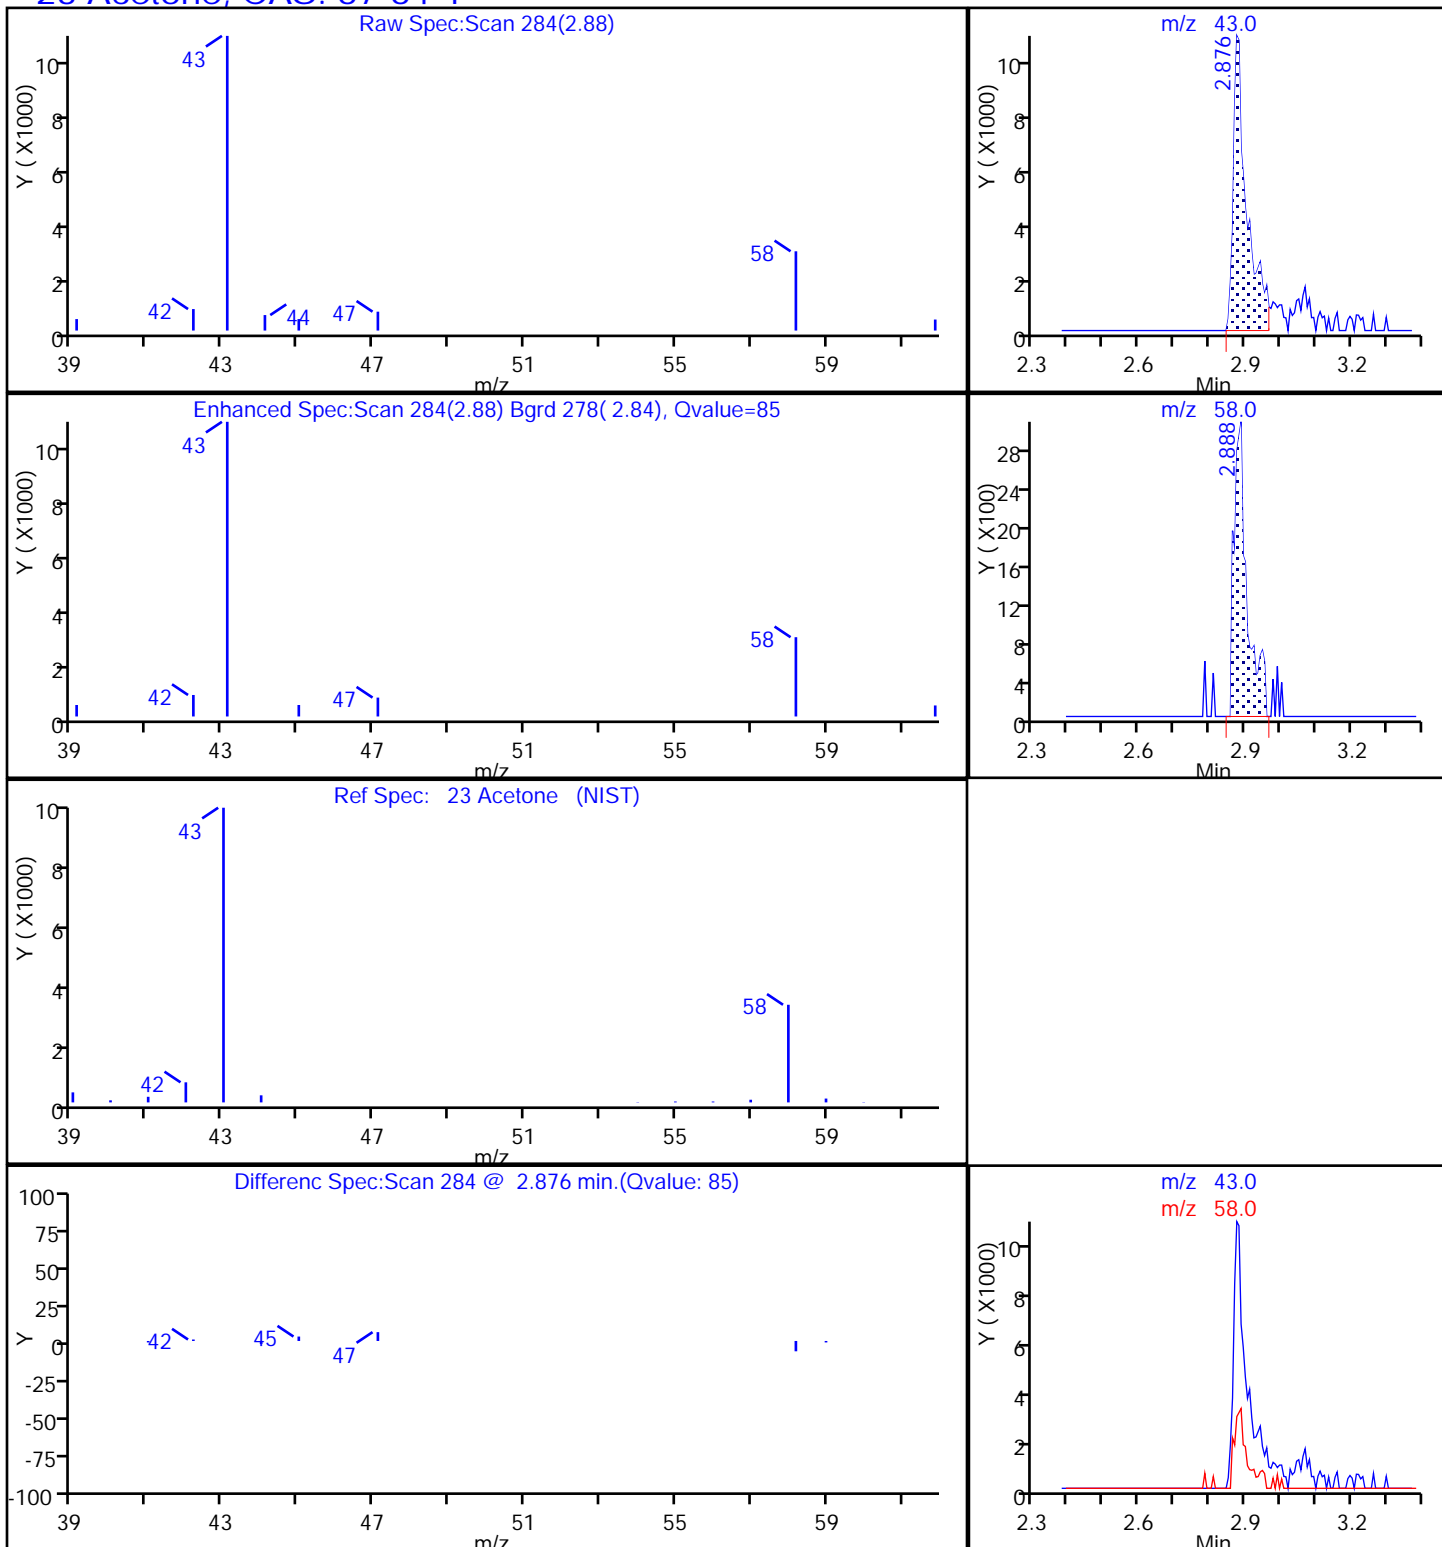 23 Acetone, CAS: 67-64-1
Raw Spec:Scan 284(2.88)
Y ( X1000)
10
8
6
4
2
0
43
42
44
47
58
39 43 47 51 55 59
m/z
m/z 43.0
Y ( X1000)
10
8
6
4
2
0
2.876
2.3 2.6 2.9 3.2
Min
Enhanced Spec:Scan 284(2.88) Bgrd 278( 2.84), Qvalue=85
Y ( X1000)
10
8
6
4
2
0
43
42
47
58
39 43 47 51 55 59
m/z
m/z 58.0
Y ( X100)
28
24
20
16
12
8
4
0
2.888
2.3 2.6 2.9 3.2
Min
Ref Spec: 23 Acetone (NIST)
Y ( X1000)
10
8
6
4
2
0
43
42
58
39 43 47 51 55 59
m/z
Differenc Spec:Scan 284 @ 2.876 min.(Qvalue: 85)
Y
100
75
50
25
0
-25
-50
-75
-100
42
45
47
39 43 47 51 55 59
m/z
m/z 43.0
m/z 58.0
Y ( X1000)
10
8
6
4
2
0
2.3 2.6 2.9 3.2
Min